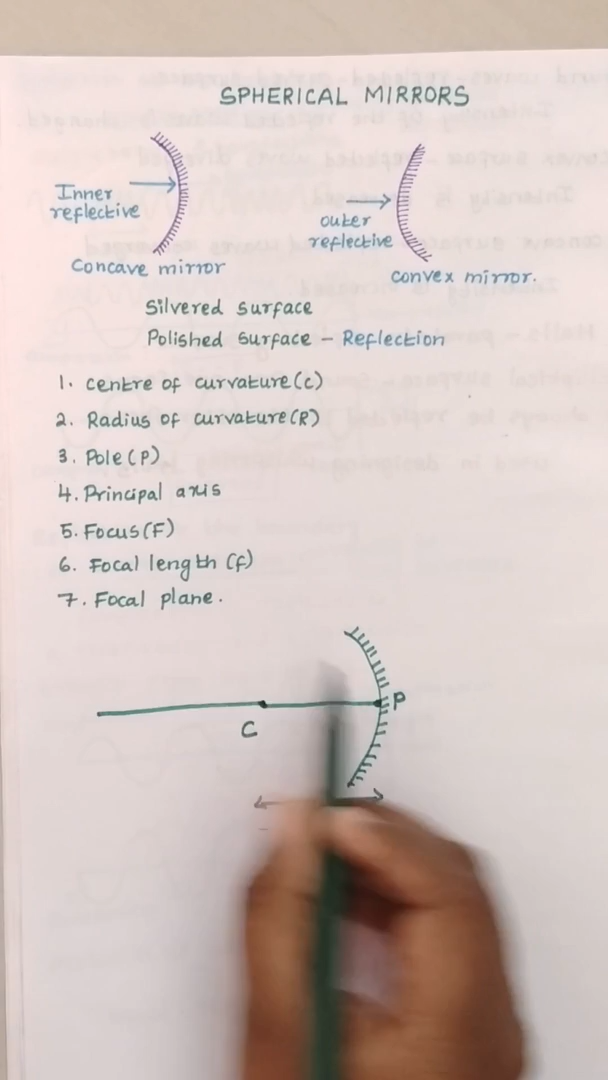 SPHERICAL MIRRORS
Inner
reflective
Concave mirror
outer
reflective
convex mirror.
Silvered surface
Polished surface - Reflection
1. centre of curvature (c)
2. Radius of curvature (R)
3. Pole (P)
4. Principal axis
5. Focus (F)
6. Focal length (f)
7. Focal plane.
P
C